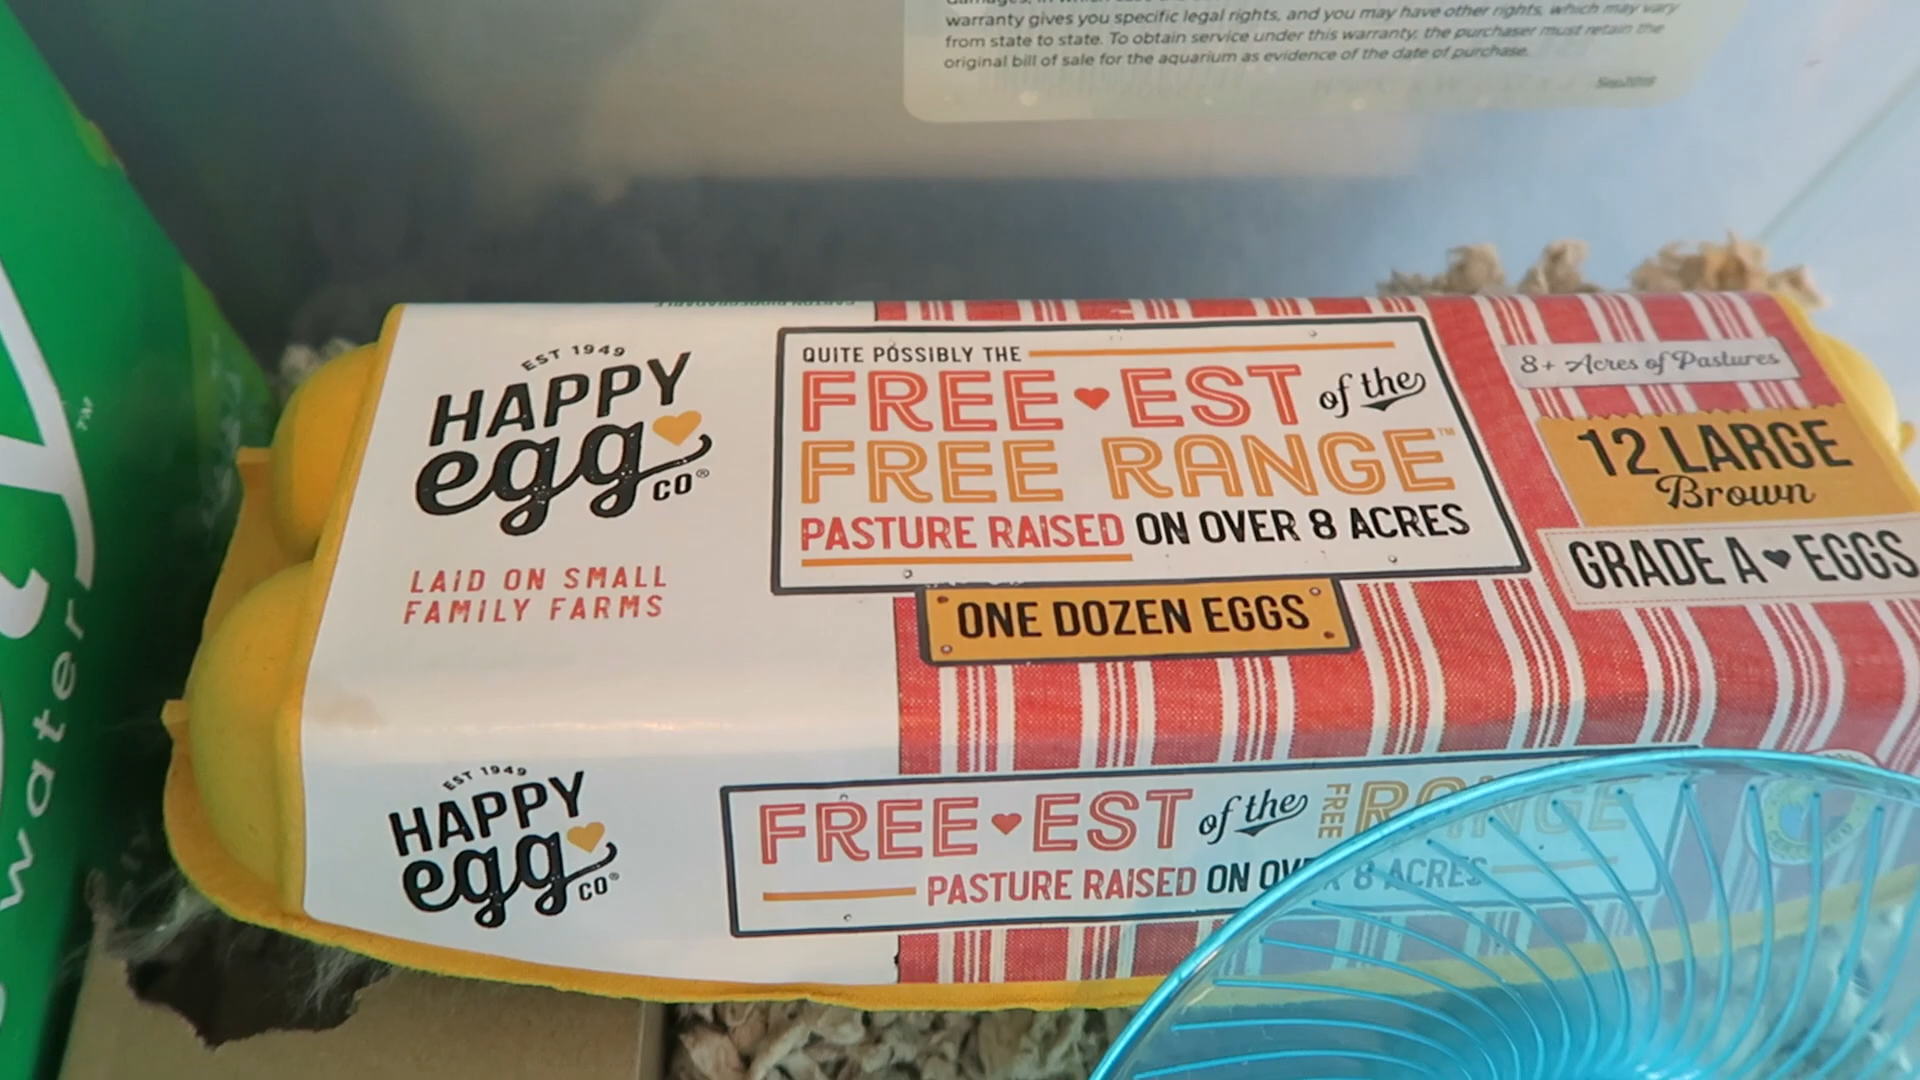 warranty gives you specific legal rights, and you may have other rights, which may vary
from state to state. To obtain service under this warranty, the purchaser must retain the
original bill of sale for the aquarium as evidence of the date of purchase.
EST 1949
HAPPY
egg
CO®
LAID ON SMALL
FAMILY FARMS
QUITE POSSIBLY THE
FREE EST of the
FREE RANGE™
PASTURE RAISED ON OVER 8 ACRES
ONE DOZEN EGGS
8+ Acres of Pastures
12 LARGE
Brown
GRADE A EGGS
EST 1949
HAPPY
egg
CO®
FREE EST of the FREE RANGE
PASTURE RAISED ON OVER 8 ACRES
water